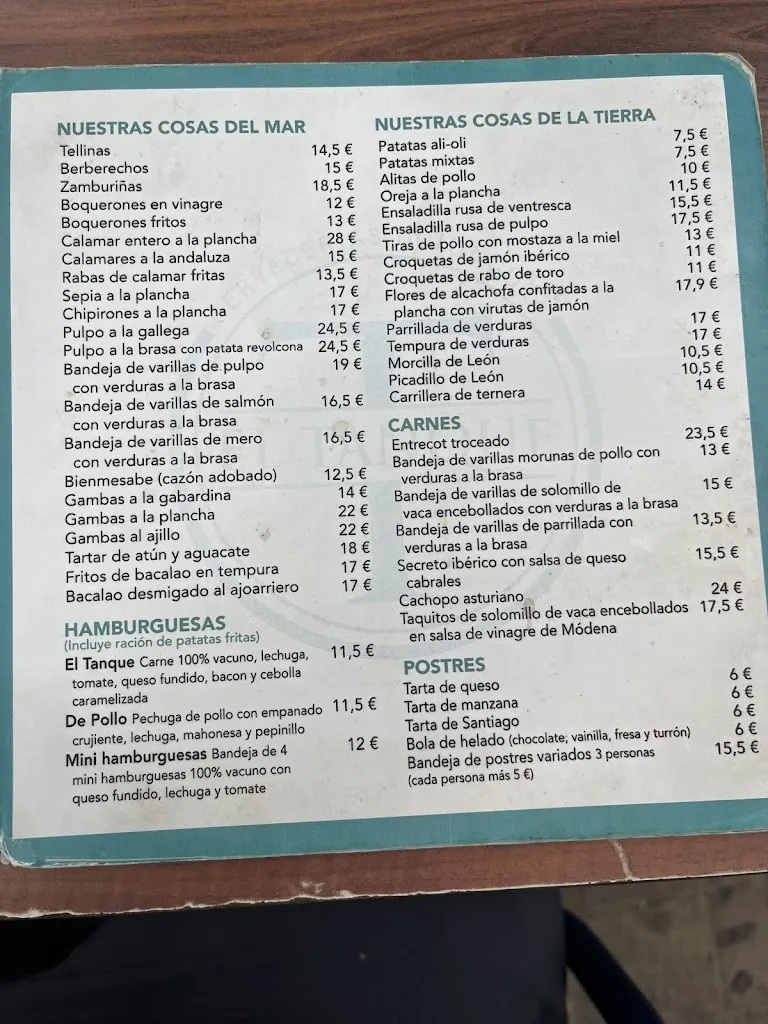 NUESTRAS COSAS DEL MAR
Tellinas 14,5 €
Berberechos 15 €
Zamburiñas 18,5 €
Boquerones en vinagre 12 €
Boquerones fritos 13 €
Calamar entero a la plancha 28 €
Calamares a la andaluza 15 €
Rabas de calamar fritas 13,5 €
Sepia a la plancha 17 €
Chipirones a la plancha 17 €
Pulpo a la gallega 24,5 €
Pulpo a la brasa con patata revolcona 24,5 €
Bandeja de varillas de pulpo 19 €
con verduras a la brasa
Bandeja de varillas de salmón 16,5 €
con verduras a la brasa
Bandeja de varillas de mero 16,5 €
con verduras a la brasa
Bienmesabe (cazón adobado) 12,5 €
Gambas a la gabardina 14 €
Gambas a la plancha 22 €
Gambas al ajillo 22 €
Tartar de atún y aguacate 18 €
Fritos de bacalao en tempura 17 €
Bacalao desmigado al ajoarriero 17 €
HAMBURGUESAS
(Incluye ración de patatas fritas)
El Tanque Carne 100% vacuno, lechuga, 11,5 €
tomate, queso fundido, bacon y cebolla
caramelizada
De Pollo Pechuga de pollo con empanado 11,5 €
crujiente, lechuga, mahonesa y pepinillo
Mini hamburguesas Bandeja de 4 12 €
mini hamburguesas 100% vacuno con
queso fundido, lechuga y tomate
NUESTRAS COSAS DE LA TIERRA
Patatas ali-oli 7,5 €
Patatas mixtas 7,5 €
Alitas de pollo 10 €
Oreja a la plancha 11,5 €
Ensaladilla rusa de ventresca 15,5 €
Ensaladilla rusa de pulpo 17,5 €
Tiras de pollo con mostaza a la miel 13 €
Croquetas de jamón ibérico 11 €
Croquetas de rabo de toro 11 €
Flores de alcachofa confitadas a la 17,9 €
plancha con virutas de jamón
Parrillada de verduras 17 €
Tempura de verduras 17 €
Morcilla de León 10,5 €
Picadillo de León 10,5 €
Carrillera de ternera 14 €
CARNES
Entrecot troceado 23,5 €
Bandeja de varillas morunas de pollo con 13 €
verduras a la brasa
Bandeja de varillas de solomillo de 15 €
vaca encebollados con verduras a la brasa
Bandeja de varillas de parrillada con 13,5 €
verduras a la brasa
Secreto ibérico con salsa de queso 15,5 €
cabrales
Cachopo asturiano 24 €
Taquitos de solomillo de vaca encebollados 17,5 €
en salsa de vinagre de Módena
POSTRES
Tarta de queso 6 €
Tarta de manzana 6 €
Tarta de Santiago 6 €
Bola de helado (chocolate, vainilla, fresa y turrón) 6 €
Bandeja de postres variados 3 personas 15,5 €
(cada persona más 5 €)